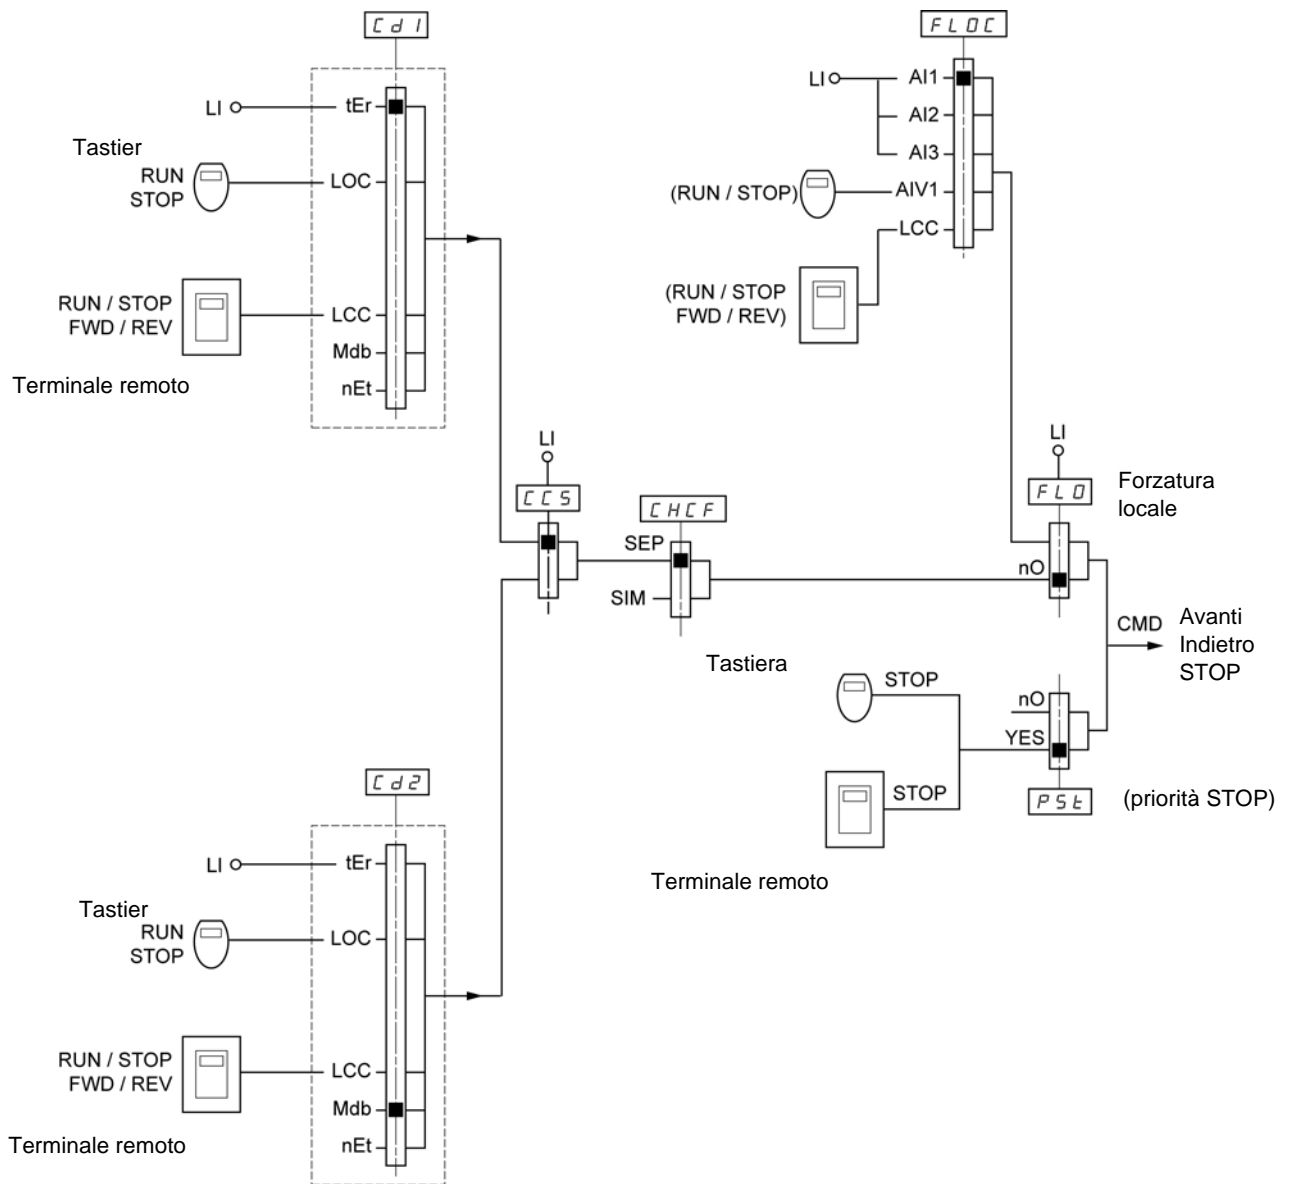 Cd1
LI
tEr
Tastier
RUN
STOP
LOC
RUN / STOP
FWD / REV
LCC
Mdb
nEt
Terminale remoto
FLOC
LI
AI1
AI2
AI3
(RUN / STOP)
AIV1
LCC
(RUN / STOP
FWD / REV)
LI
CCS
CHCF
SEP
SIM
LI
FLO
Forzatura
locale
nO
CMD
Avanti
Indietro
STOP
Tastiera
STOP
STOP
nO
YES
PSt
(priorità STOP)
Terminale remoto
Cd2
LI
tEr
Tastier
RUN
STOP
LOC
RUN / STOP
FWD / REV
LCC
Mdb
nEt
Terminale remoto